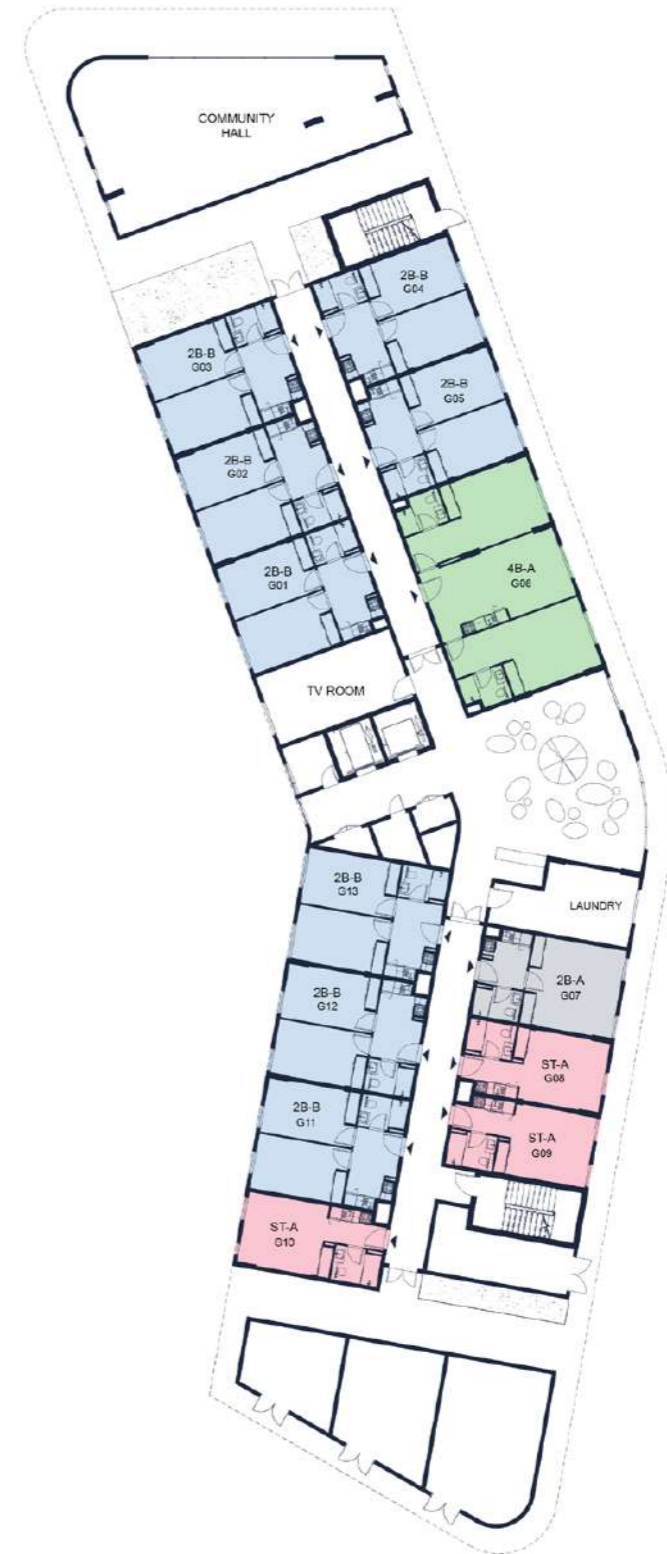 COMMUNITY
HALL
2B-B
G04
2B-B
G03
2B-B
G05
2B-B
G02
2B-B
G01
4B-A
G06
TV ROOM
2B-B
G13
LAUNDRY
2B-A
G07
2B-B
G12
ST-A
G08
2B-B
G11
ST-A
G09
ST-A
G10